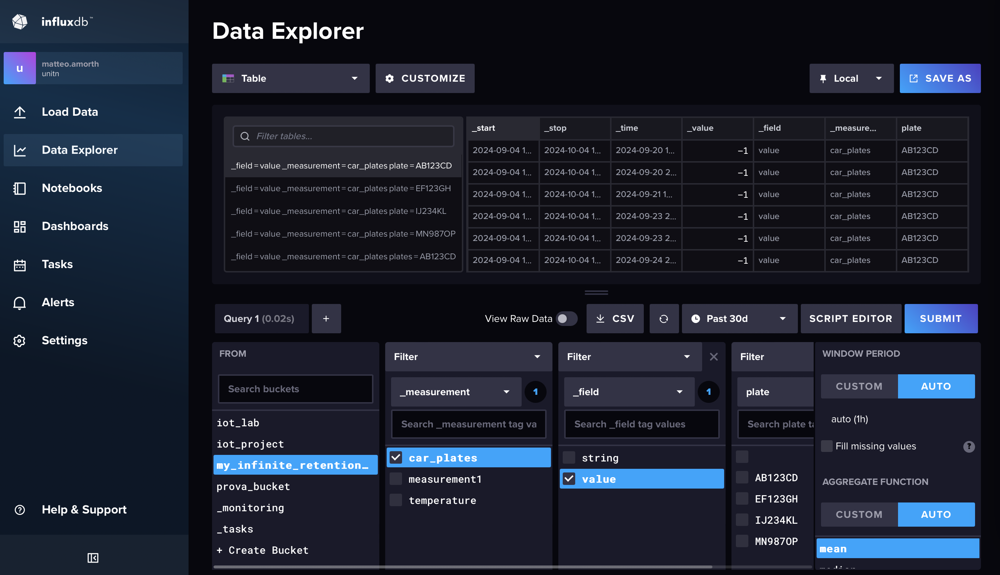 influxdb™
u
matteo.amorth
unitn
Load Data
Data Explorer
Notebooks
Dashboards
Tasks
Alerts
Settings
Help & Support
Data Explorer
Table
CUSTOMIZE
Local
SAVE AS
Filter tables...
_field=value _measurement=car_plates plate=AB123CD
_field=value _measurement=car_plates plate=EF123GH
_field=value _measurement=car_plates plate=IJ234KL
_field=value _measurement=car_plates plate=MN987OP
_field=value _measurement=car_plates plates=AB123CD
_start _stop _time _value _field _measure... plate
2024-09-04 1... 2024-10-04 1... 2024-09-20 1... -1 value car_plates AB123CD
2024-09-04 1... 2024-10-04 1... 2024-09-20 2... -1 value car_plates AB123CD
2024-09-04 1... 2024-10-04 1... 2024-09-21 1... -1 value car_plates AB123CD
2024-09-04 1... 2024-10-04 1... 2024-09-23 2... -1 value car_plates AB123CD
2024-09-04 1... 2024-10-04 1... 2024-09-23 2... -1 value car_plates AB123CD
2024-09-04 1... 2024-10-04 1... 2024-09-24 2... -1 value car_plates AB123CD
Query 1 (0.02s)
+
View Raw Data
CSV
Past 30d
SCRIPT EDITOR
SUBMIT
FROM
Search buckets
iot_lab
iot_project
my_infinite_retention…
prova_bucket
_monitoring
_tasks
+ Create Bucket
Filter
_measurement
1
Search _measurement tag va
car_plates
measurement1
temperature
Filter
_field
1
Search _field tag values
string
value
Filter
plate
Search plate ta
AB123CD
EF123GH
IJ234KL
MN987OP
WINDOW PERIOD
CUSTOM
AUTO
auto (1h)
Fill missing values
?
AGGREGATE FUNCTION
CUSTOM
AUTO
mean
median